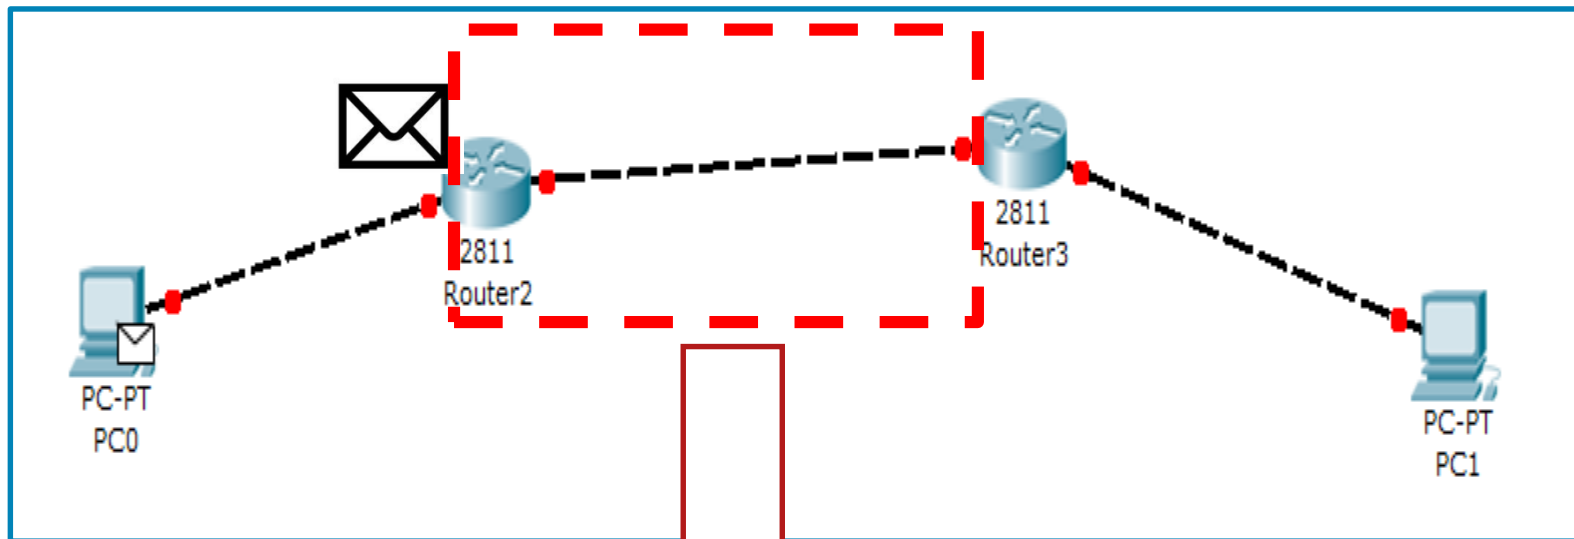 2811
Router2
2811
Router3
PC-PT
PC0
PC-PT
PC1